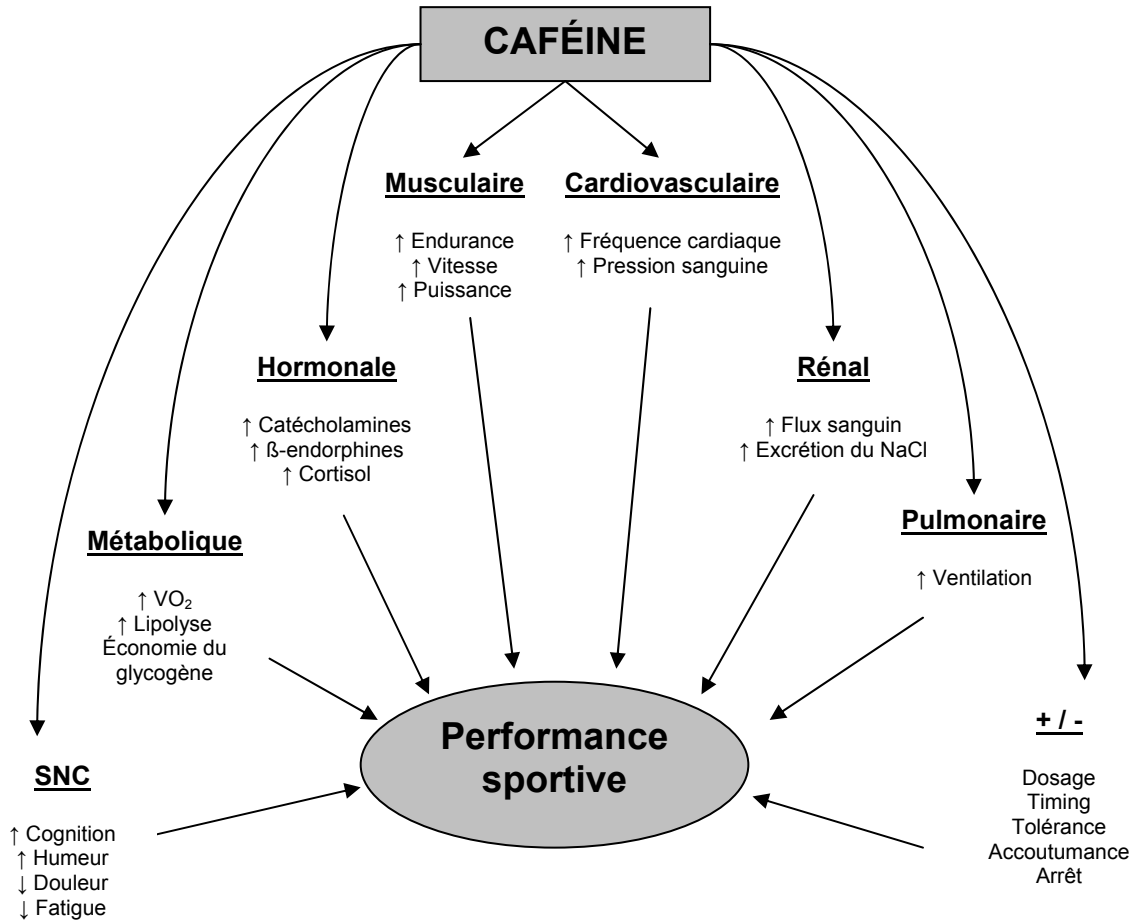 CAFÉINE
Musculaire
↑ Endurance
↑ Vitesse
↑ Puissance
Cardiovasculaire
↑ Fréquence cardiaque
↑ Pression sanguine
Hormonale
↑ Catécholamines
↑ ß-endorphines
↑ Cortisol
Rénal
↑ Flux sanguin
↑ Excrétion du NaCl
Métabolique
↑ VO₂
↑ Lipolyse
Économie du
glycogène
Pulmonaire
↑ Ventilation
SNC
↑ Cognition
↑ Humeur
↓ Douleur
↓ Fatigue
Performance
sportive
+ / -
Dosage
Timing
Tolérance
Accoutumance
Arrêt